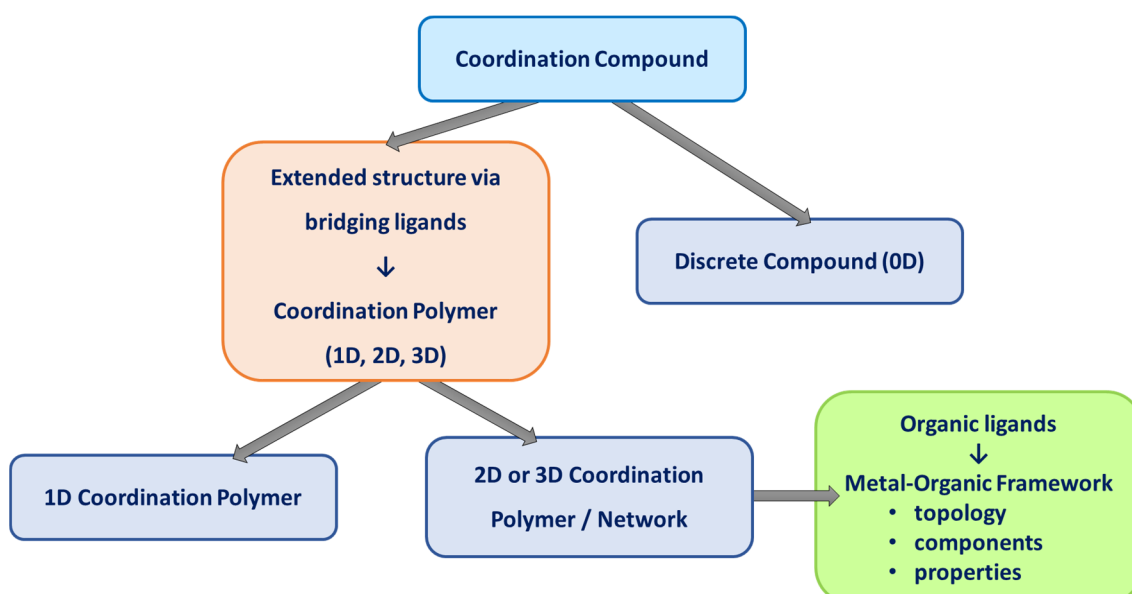 Coordination Compound
Extended structure via
bridging ligands
↓
Coordination Polymer
(1D, 2D, 3D)
Discrete Compound (0D)
1D Coordination Polymer
2D or 3D Coordination
Polymer / Network
Organic ligands
↓
Metal-Organic Framework
• topology
• components
• properties